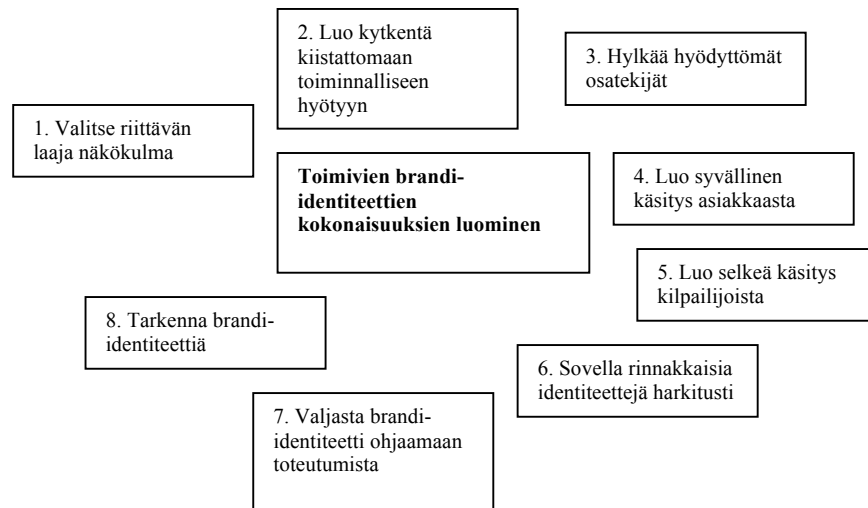 1. Valitse riittävän
laaja näkökulma
2. Luo kytkentä
kiistattomaan
toiminnalliseen
hyötyyn
3. Hylkää hyödyttömät
osatekijät
Toimivien brandi-
identiteettien
kokonaisuuksien luominen
4. Luo syvällinen
käsitys asiakkaasta
5. Luo selkeä käsitys
kilpailijoista
6. Sovella rinnakkaisia
identiteettejä harkitusti
7. Valjasta brandi-
identiteetti ohjaamaan
toteutumista
8. Tarkenna brandi-
identiteettiä